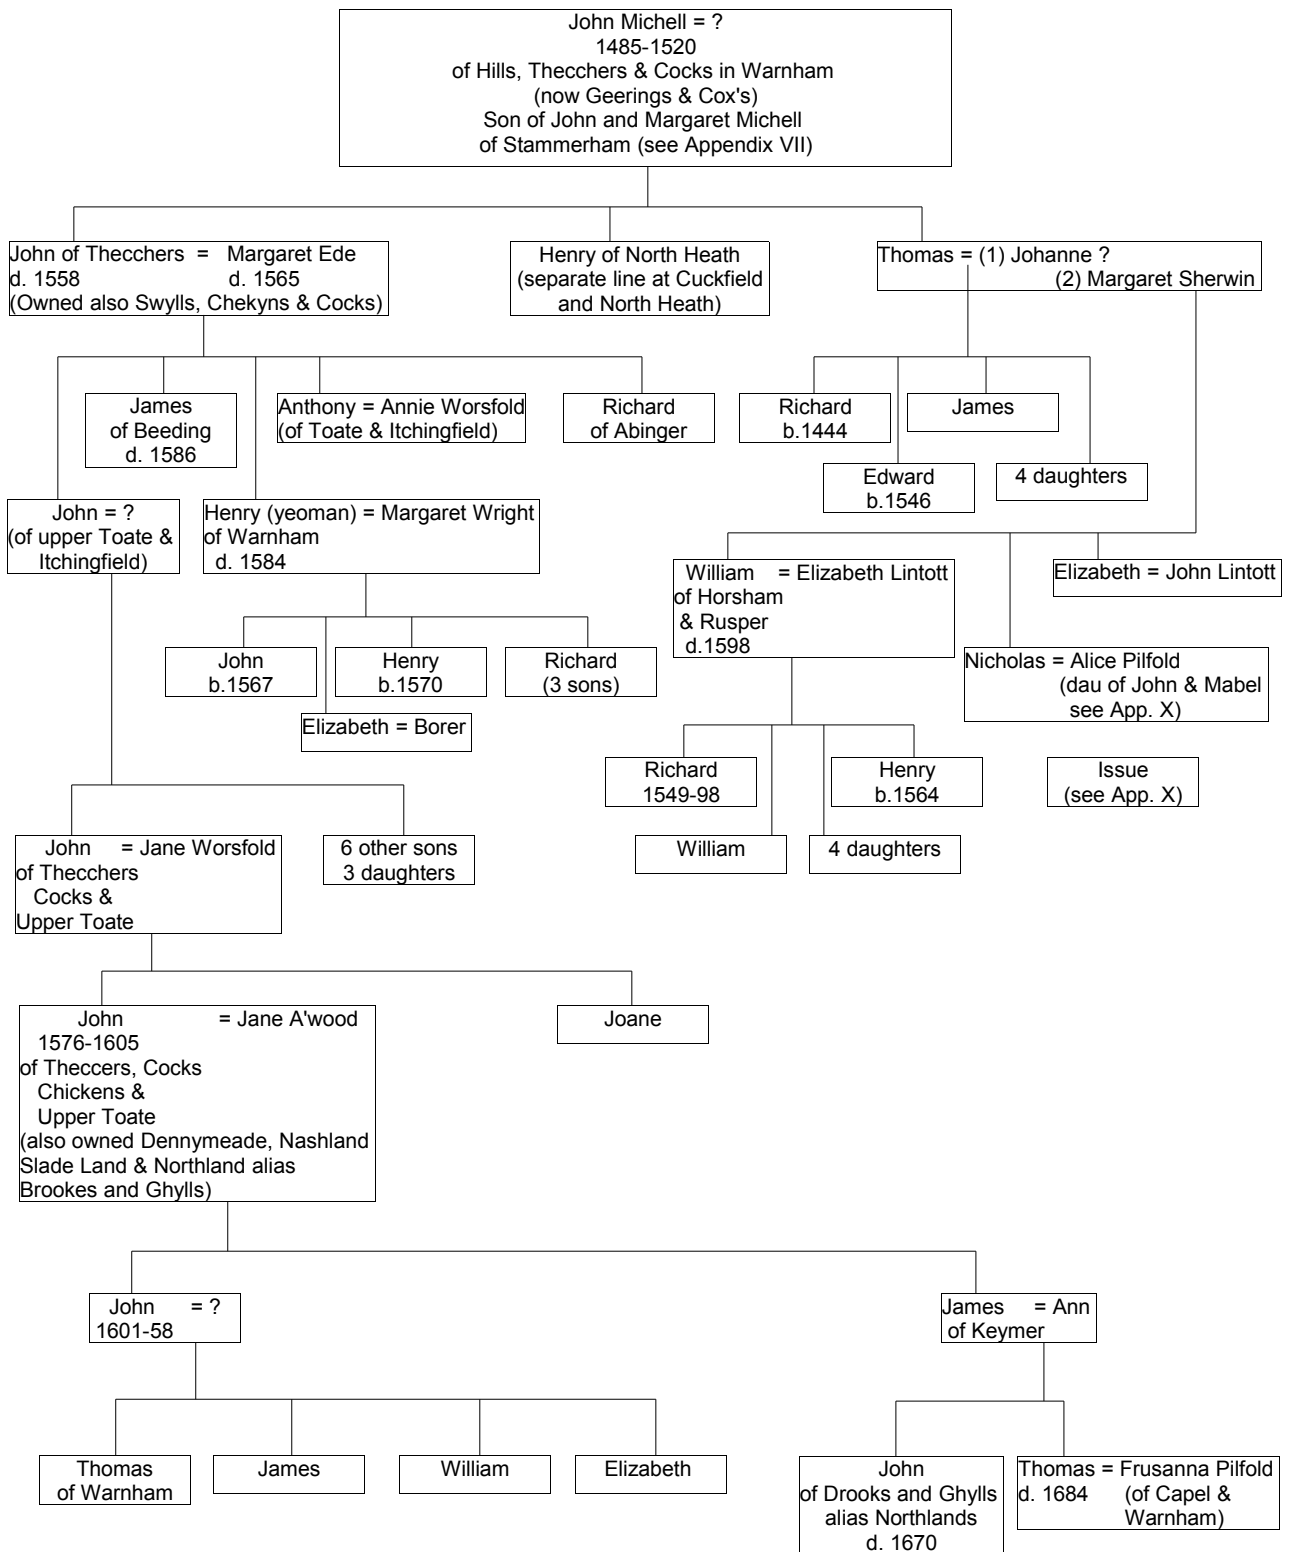 John Michell = ?
1485-1520
of Hills, Thecchers & Cocks in Warnham
(now Geerings & Cox's)
Son of John and Margaret Michell
of Stammerham (see Appendix VII)
John of Thecchers = Margaret Ede
d. 1558 d. 1565
(Owned also Swylls, Chekyns & Cocks)
Henry of North Heath
(separate line at Cuckfield
and North Heath)
Thomas = (1) Johanne ?
(2) Margaret Sherwin
James
of Beeding
d. 1586
Anthony = Annie Worsfold
(of Toate & Itchingfield)
Richard
of Abinger
Richard
b.1444
James
Edward
b.1546
4 daughters
John = ?
(of upper Toate &
Itchingfield)
Henry (yeoman) = Margaret Wright
of Warnham
d. 1584
William = Elizabeth Lintott
of Horsham
& Rusper
d.1598
Elizabeth = John Lintott
John
b.1567
Henry
b.1570
Richard
(3 sons)
Nicholas = Alice Pilfold
(dau of John & Mabel
see App. X)
Elizabeth = Borer
Richard
1549-98
Henry
b.1564
Issue
(see App. X)
John = Jane Worsfold
of Thecchers
Cocks &
Upper Toate
6 other sons
3 daughters
William
4 daughters
John = Jane A'wood
1576-1605
of Theccers, Cocks
Chickens &
Upper Toate
(also owned Dennymeade, Nashland
Slade Land & Northland alias
Brookes and Ghylls)
Joane
John = ?
1601-58
James = Ann
of Keymer
Thomas
of Warnham
James
William
Elizabeth
John
of Drooks and Ghylls
alias Northlands
d. 1670
Thomas = Frusanna Pilfold
d. 1684 (of Capel &
Warnham)